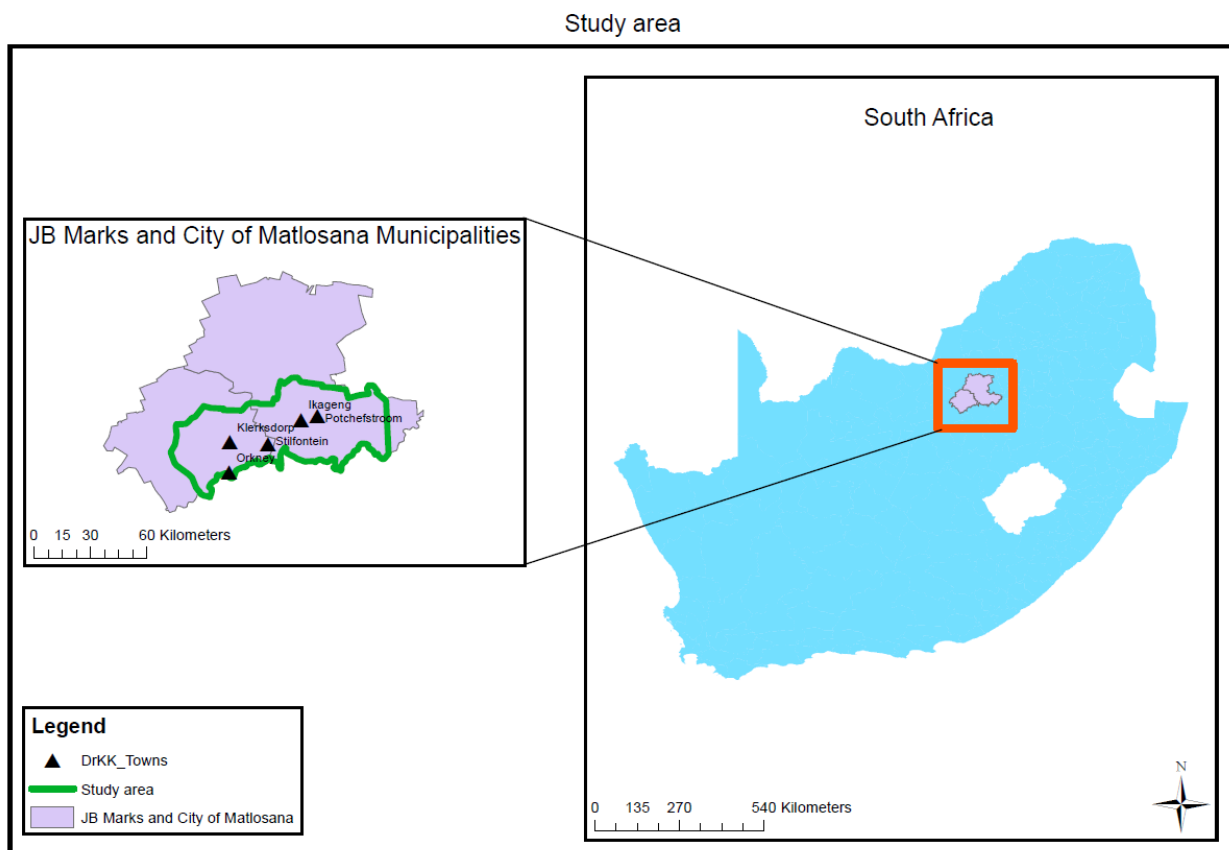 Study area
South Africa
JB Marks and City of Matlosana Municipalities
Ikageng
Potchefstroom
Klerksdorp
Stilfontein
Orkney
0 15 30 60 Kilometers
Legend
DrKK_Towns
Study area
JB Marks and City of Matlosana
0 135 270 540 Kilometers
N